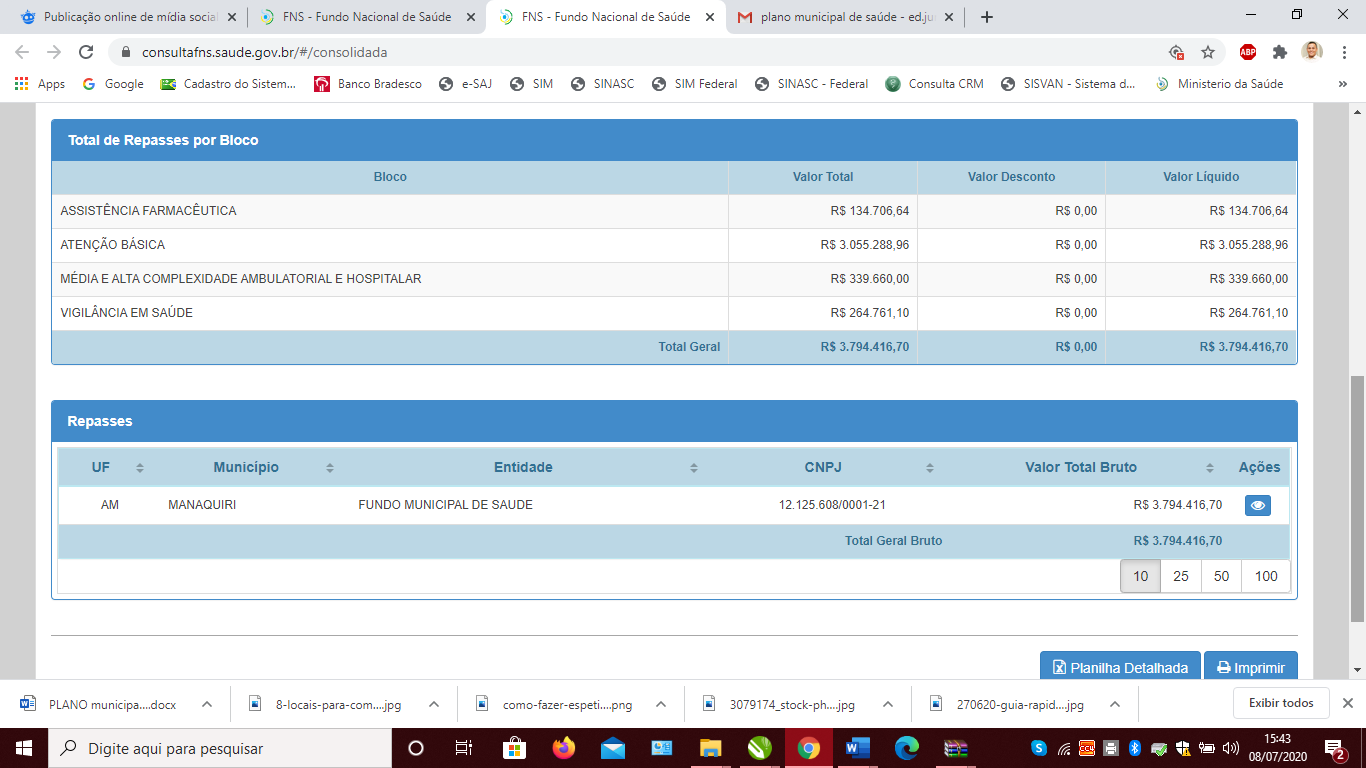 Publicação online de mídia social
FNS - Fundo Nacional de Saúde
FNS - Fundo Nacional de Saúde
plano municipal de saúde - ed.ju
consultafns.saude.gov.br/#/consolidada
ABP
Apps
Google
Cadastro do Sistem...
Banco Bradesco
e-SAJ
SIM
SINASC
SIM Federal
SINASC - Federal
Consulta CRM
SISVAN - Sistema d...
Ministerio da Saúde
Total de Repasses por Bloco
Bloco Valor Total Valor Desconto Valor Líquido
ASSISTÊNCIA FARMACÊUTICA R$ 134.706,64 R$ 0,00 R$ 134.706,64
ATENÇÃO BÁSICA R$ 3.055.288,96 R$ 0,00 R$ 3.055.288,96
MÉDIA E ALTA COMPLEXIDADE AMBULATORIAL E HOSPITALAR R$ 339.660,00 R$ 0,00 R$ 339.660,00
VIGILÂNCIA EM SAÚDE R$ 264.761,10 R$ 0,00 R$ 264.761,10
Total Geral R$ 3.794.416,70 R$ 0,00 R$ 3.794.416,70
Repasses
UF Município Entidade CNPJ Valor Total Bruto Ações
AM MANAQUIRI FUNDO MUNICIPAL DE SAUDE 12.125.608/0001-21 R$ 3.794.416,70
Total Geral Bruto R$ 3.794.416,70
10 25 50 100
Planilha Detalhada
Imprimir
PLANO municipa....docx
8-locais-para-com....jpg
como-fazer-espeti....png
3079174_stock-ph....jpg
270620-guia-rapid....jpg
Exibir todos
Digite aqui para pesquisar
15:43
08/07/2020
2